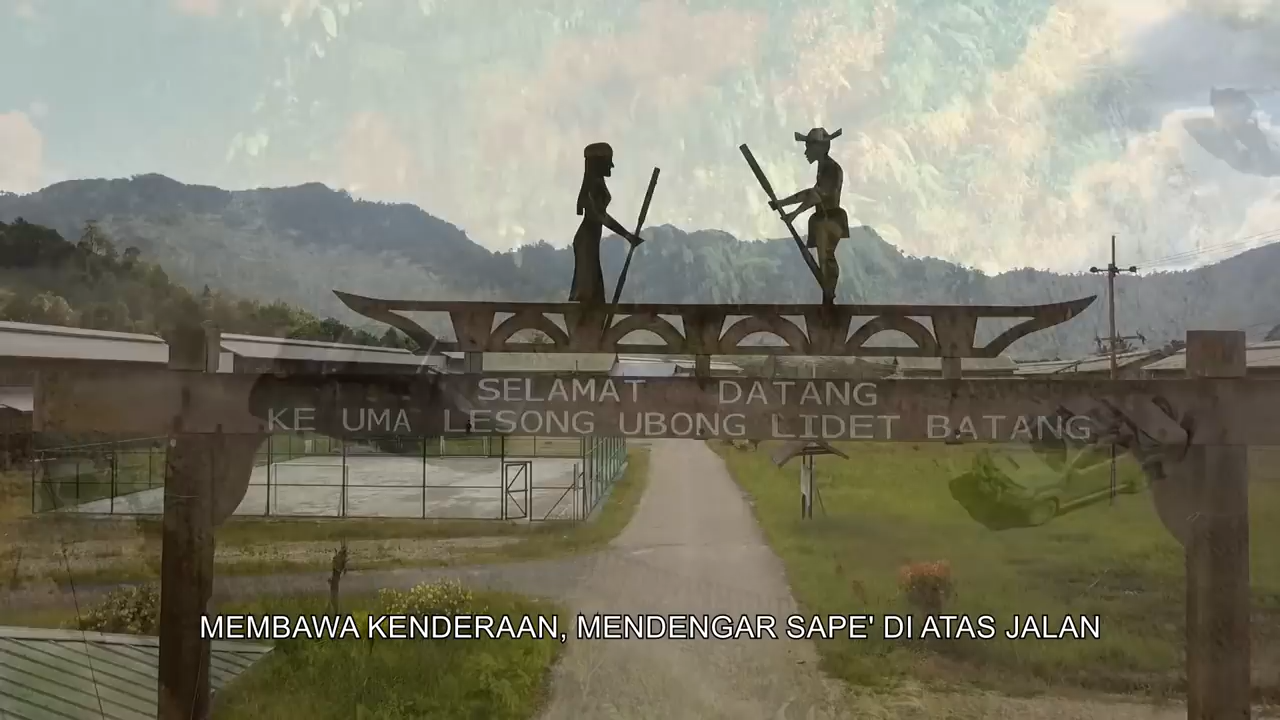 SELAMAT DATANG
KE UMA LESONG UBONG LIDET BATANG
MEMBAWA KENDERAAN, MENDENGAR SAPE' DI ATAS JALAN